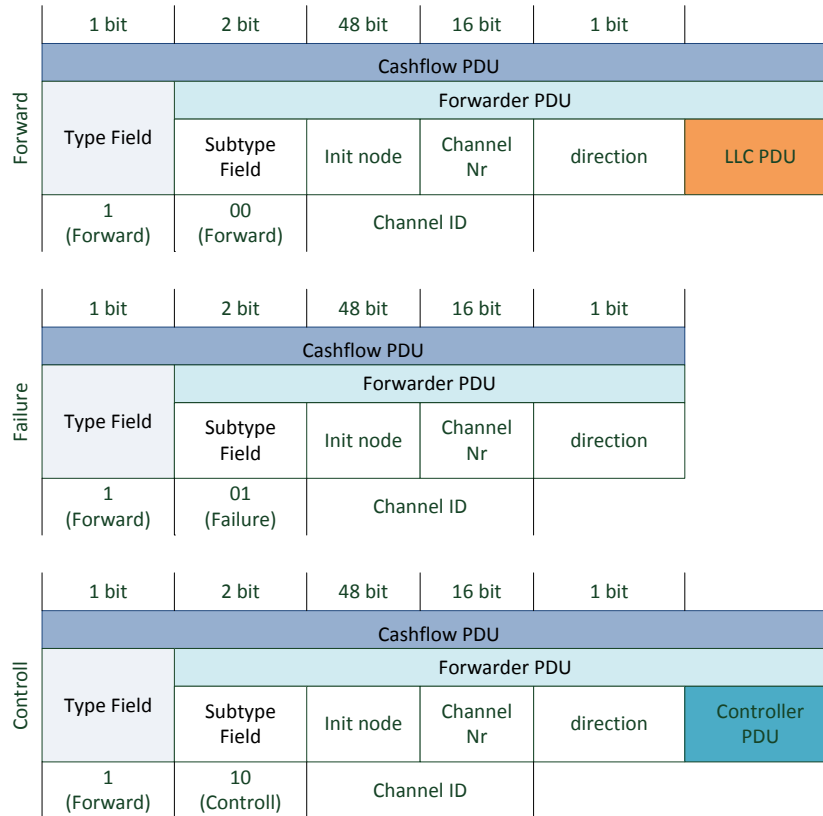 1 bit 2 bit 48 bit 16 bit 1 bit
Forward
Cashflow PDU
Forwarder PDU
Type Field
Subtype
Field
Init node
Channel
Nr
direction
LLC PDU
1
(Forward)
00
(Forward)
Channel ID
1 bit 2 bit 48 bit 16 bit 1 bit
Failure
Cashflow PDU
Forwarder PDU
Type Field
Subtype
Field
Init node
Channel
Nr
direction
1
(Forward)
01
(Failure)
Channel ID
1 bit 2 bit 48 bit 16 bit 1 bit
Controll
Cashflow PDU
Forwarder PDU
Type Field
Subtype
Field
Init node
Channel
Nr
direction
Controller
PDU
1
(Forward)
10
(Controll)
Channel ID